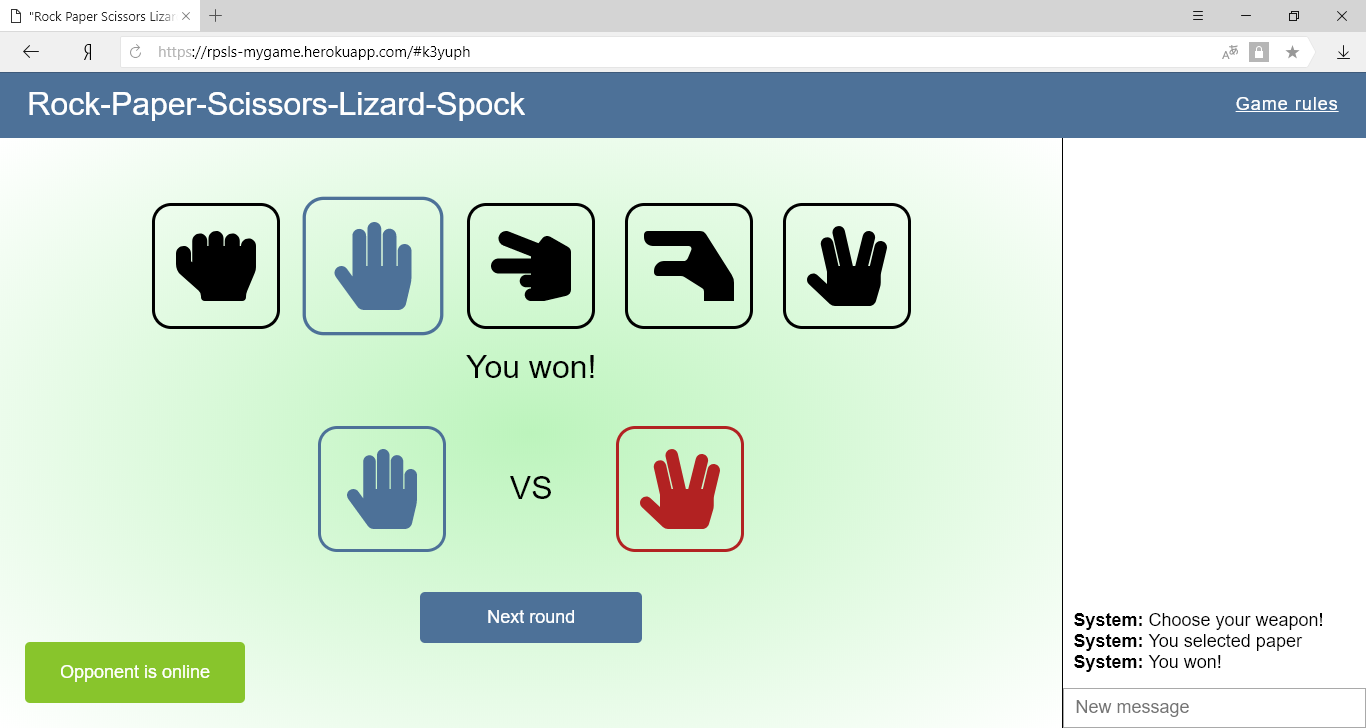 "Rock Paper Scissors Lizar
https://rpsls-mygame.herokuapp.com/#k3yuph
Rock-Paper-Scissors-Lizard-Spock
Game rules
You won!
VS
Next round
Opponent is online
System: Choose your weapon!
System: You selected paper
System: You won!
New message